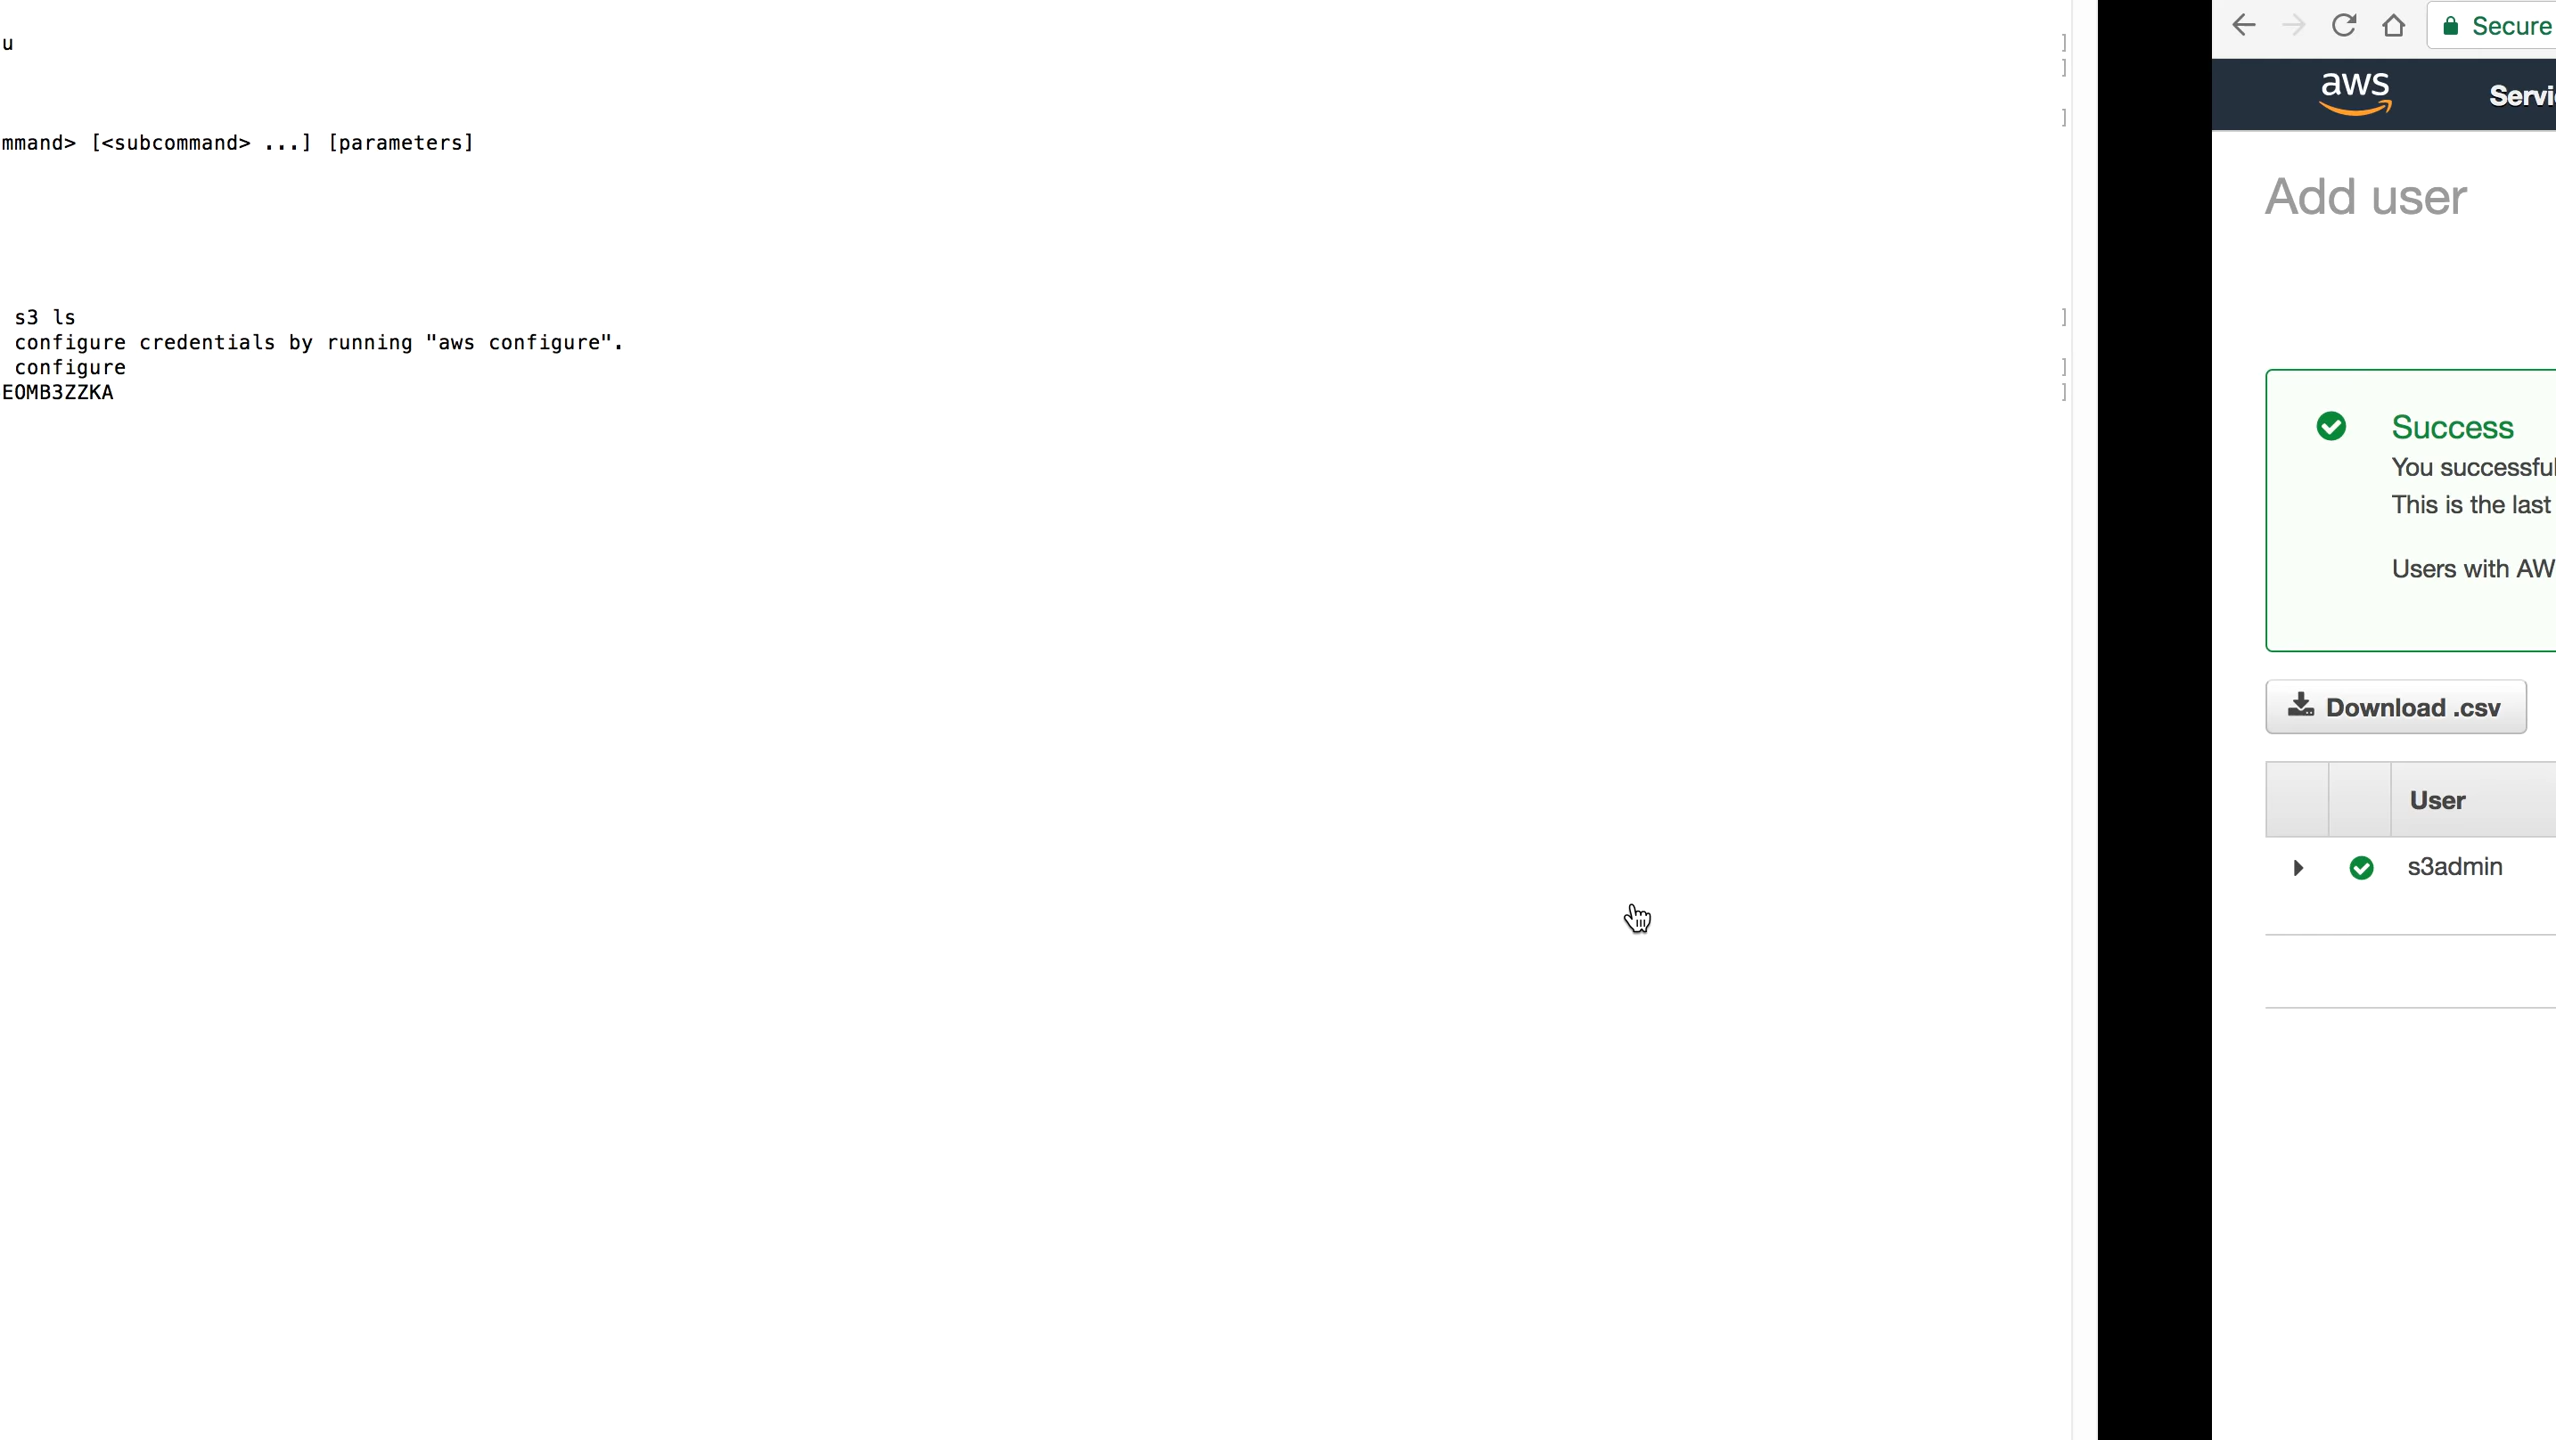 u
]
]
]
mmand> [<subcommand> ...] [parameters]
s3 ls ]
configure credentials by running "aws configure".
configure ]
EOMB3ZZKA ]
Secure
aws
Servi
Add user
Success
You successful
This is the last
Users with AW
Download .csv
User
s3admin